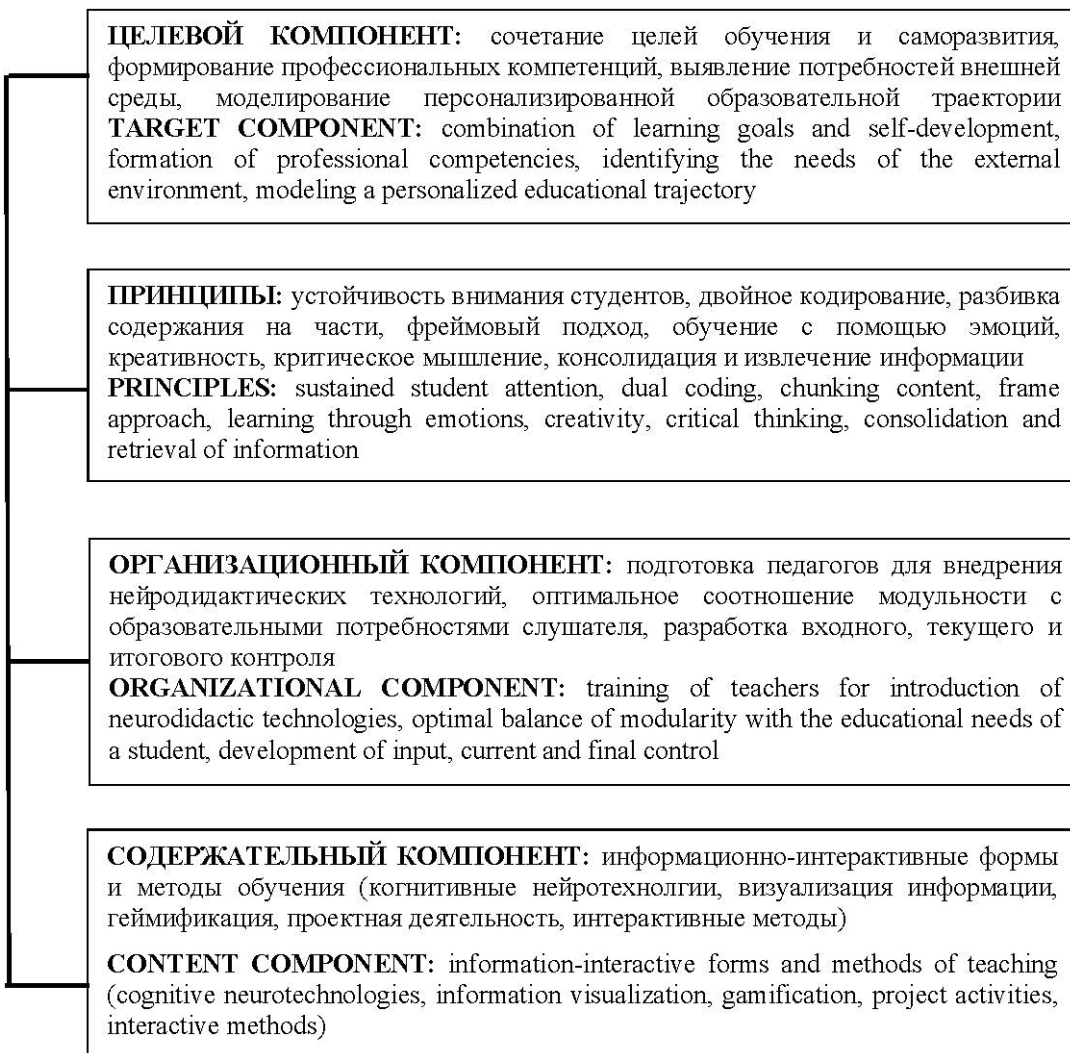 ЦЕЛЕВОЙ КОМПОНЕНТ: сочетание целей обучения и саморазвития,
формирование профессиональных компетенций, выявление потребностей внешней
среды, моделирование персонализированной образовательной траектории
TARGET COMPONENT: combination of learning goals and self-development,
formation of professional competencies, identifying the needs of the external
environment, modeling a personalized educational trajectory
ПРИНЦИПЫ: устойчивость внимания студентов, двойное кодирование, разбивка
содержания на части, фреймовый подход, обучение с помощью эмоций,
креативность, критическое мышление, консолидация и извлечение информации
PRINCIPLES: sustained student attention, dual coding, chunking content, frame
approach, learning through emotions, creativity, critical thinking, consolidation and
retrieval of information
ОРГАНИЗАЦИОННЫЙ КОМПОНЕНТ: подготовка педагогов для внедрения
нейродидактических технологий, оптимальное соотношение модульности с
образовательными потребностями слушателя, разработка входного, текущего и
итогового контроля
ORGANIZATIONAL COMPONENT: training of teachers for introduction of
neurodidactic technologies, optimal balance of modularity with the educational needs of
a student, development of input, current and final control
СОДЕРЖАТЕЛЬНЫЙ КОМПОНЕНТ: информационно-интерактивные формы
и методы обучения (когнитивные нейротехнолгии, визуализация информации,
геймификация, проектная деятельность, интерактивные методы)
CONTENT COMPONENT: information-interactive forms and methods of teaching
(cognitive neurotechnologies, information visualization, gamification, project activities,
interactive methods)